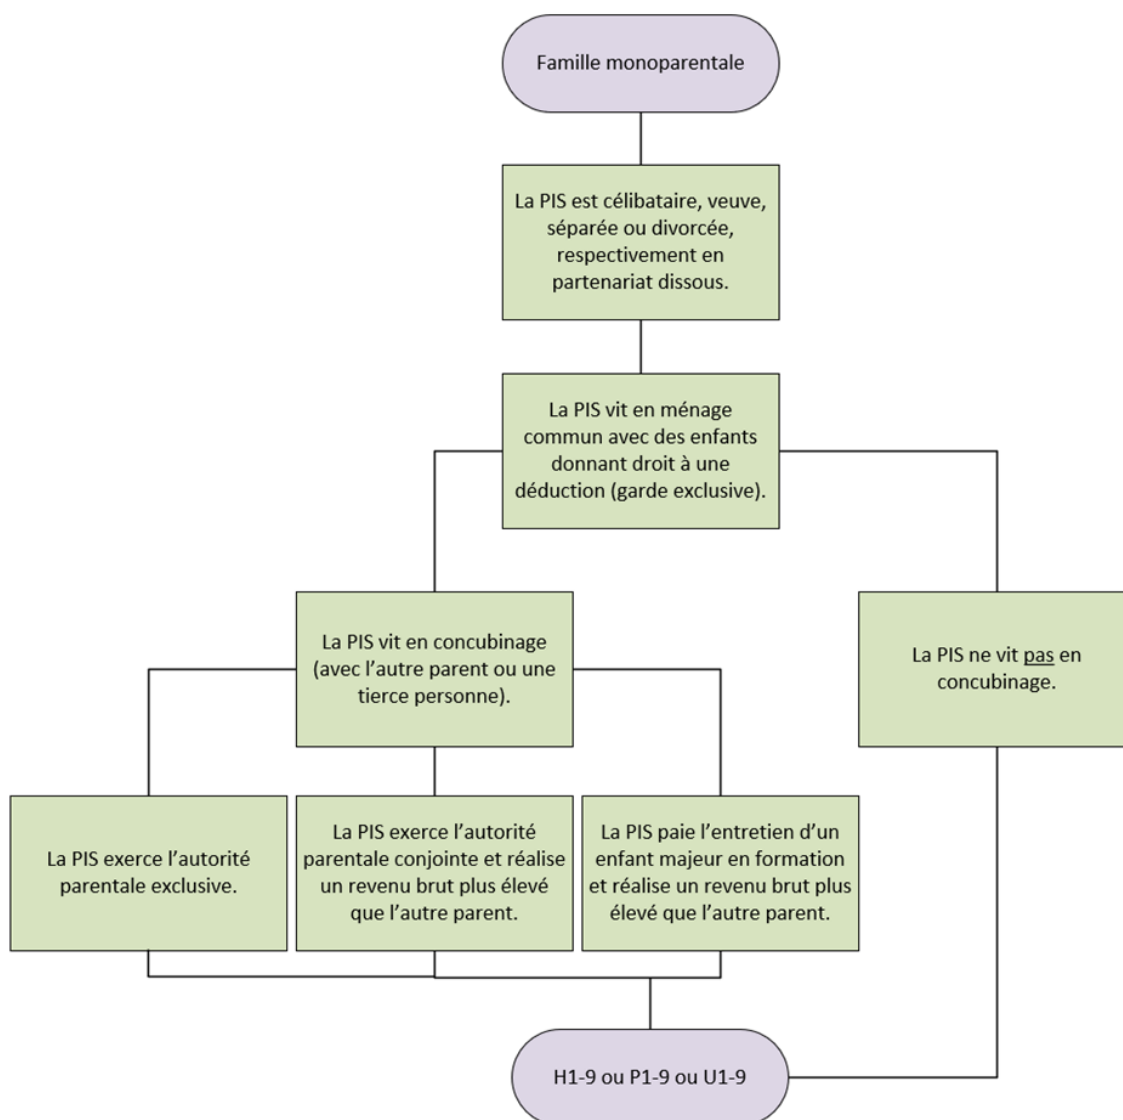 Famille monoparentale
La PIS est célibataire, veuve,
séparée ou divorcée,
respectivement en
partenariat dissous.
La PIS vit en ménage
commun avec des enfants
donnant droit à une
déduction (garde exclusive).
La PIS vit en concubinage
(avec l’autre parent ou une
tierce personne).
La PIS ne vit pas en
concubinage.
La PIS exerce l’autorité
parentale exclusive.
La PIS exerce l’autorité
parentale conjointe et réalise
un revenu brut plus élevé
que l’autre parent.
La PIS paie l’entretien d’un
enfant majeur en formation
et réalise un revenu brut plus
élevé que l’autre parent.
H1-9 ou P1-9 ou U1-9